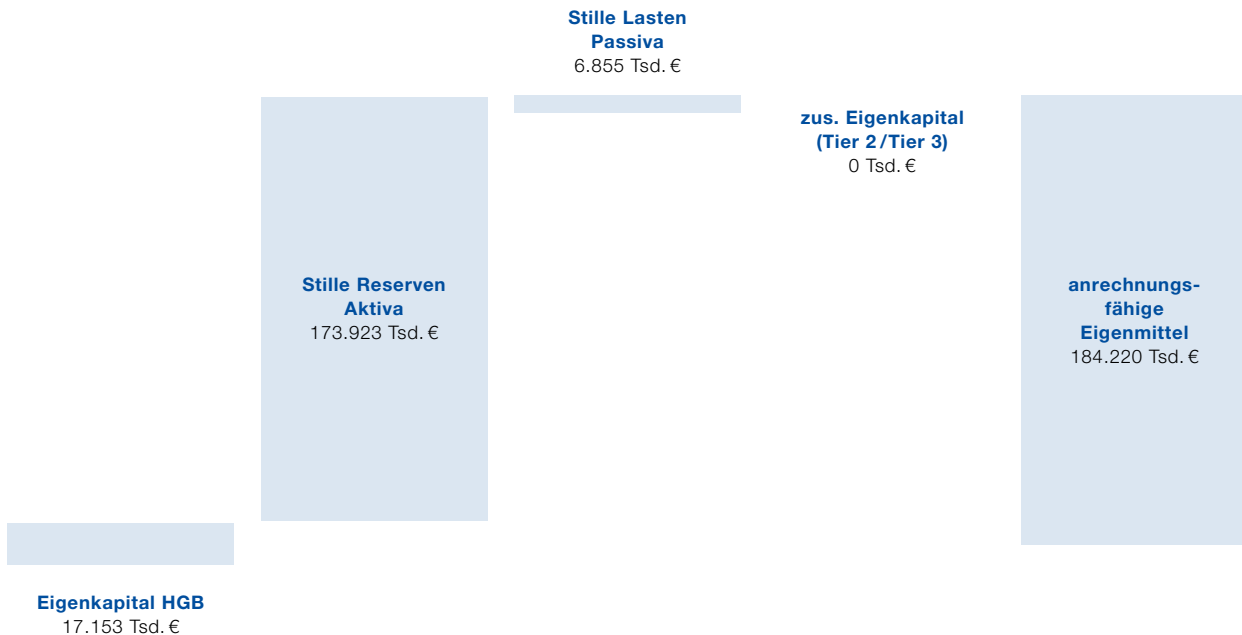 Stille Lasten
Passiva
6.855 Tsd. €
zus. Eigenkapital
(Tier 2/Tier 3)
0 Tsd. €
Stille Reserven
Aktiva
173.923 Tsd. €
anrechnungs-
fähige
Eigenmittel
184.220 Tsd. €
Eigenkapital HGB
17.153 Tsd. €